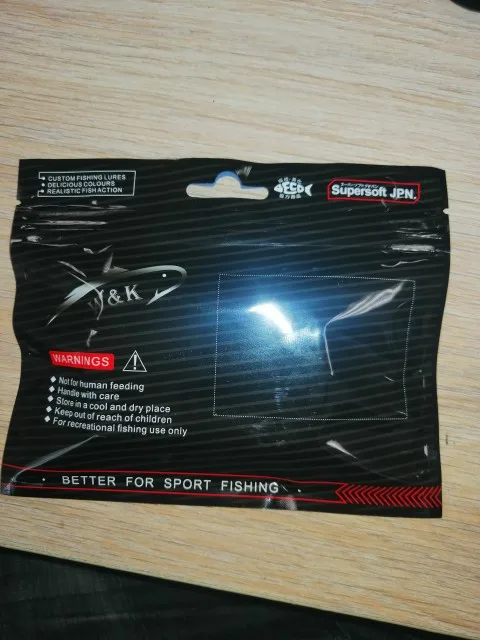 CUSTOM FISHING LURES
DELICIOUS COLOURS
REALISTIC FISH ACTION
ECO
Supersoft JPN.
W&K
WARNINGS
Not for human feeding
Handle with care
Store in a cool and dry place
Keep out of reach of children
For recreational fishing use only
BETTER FOR SPORT FISHING